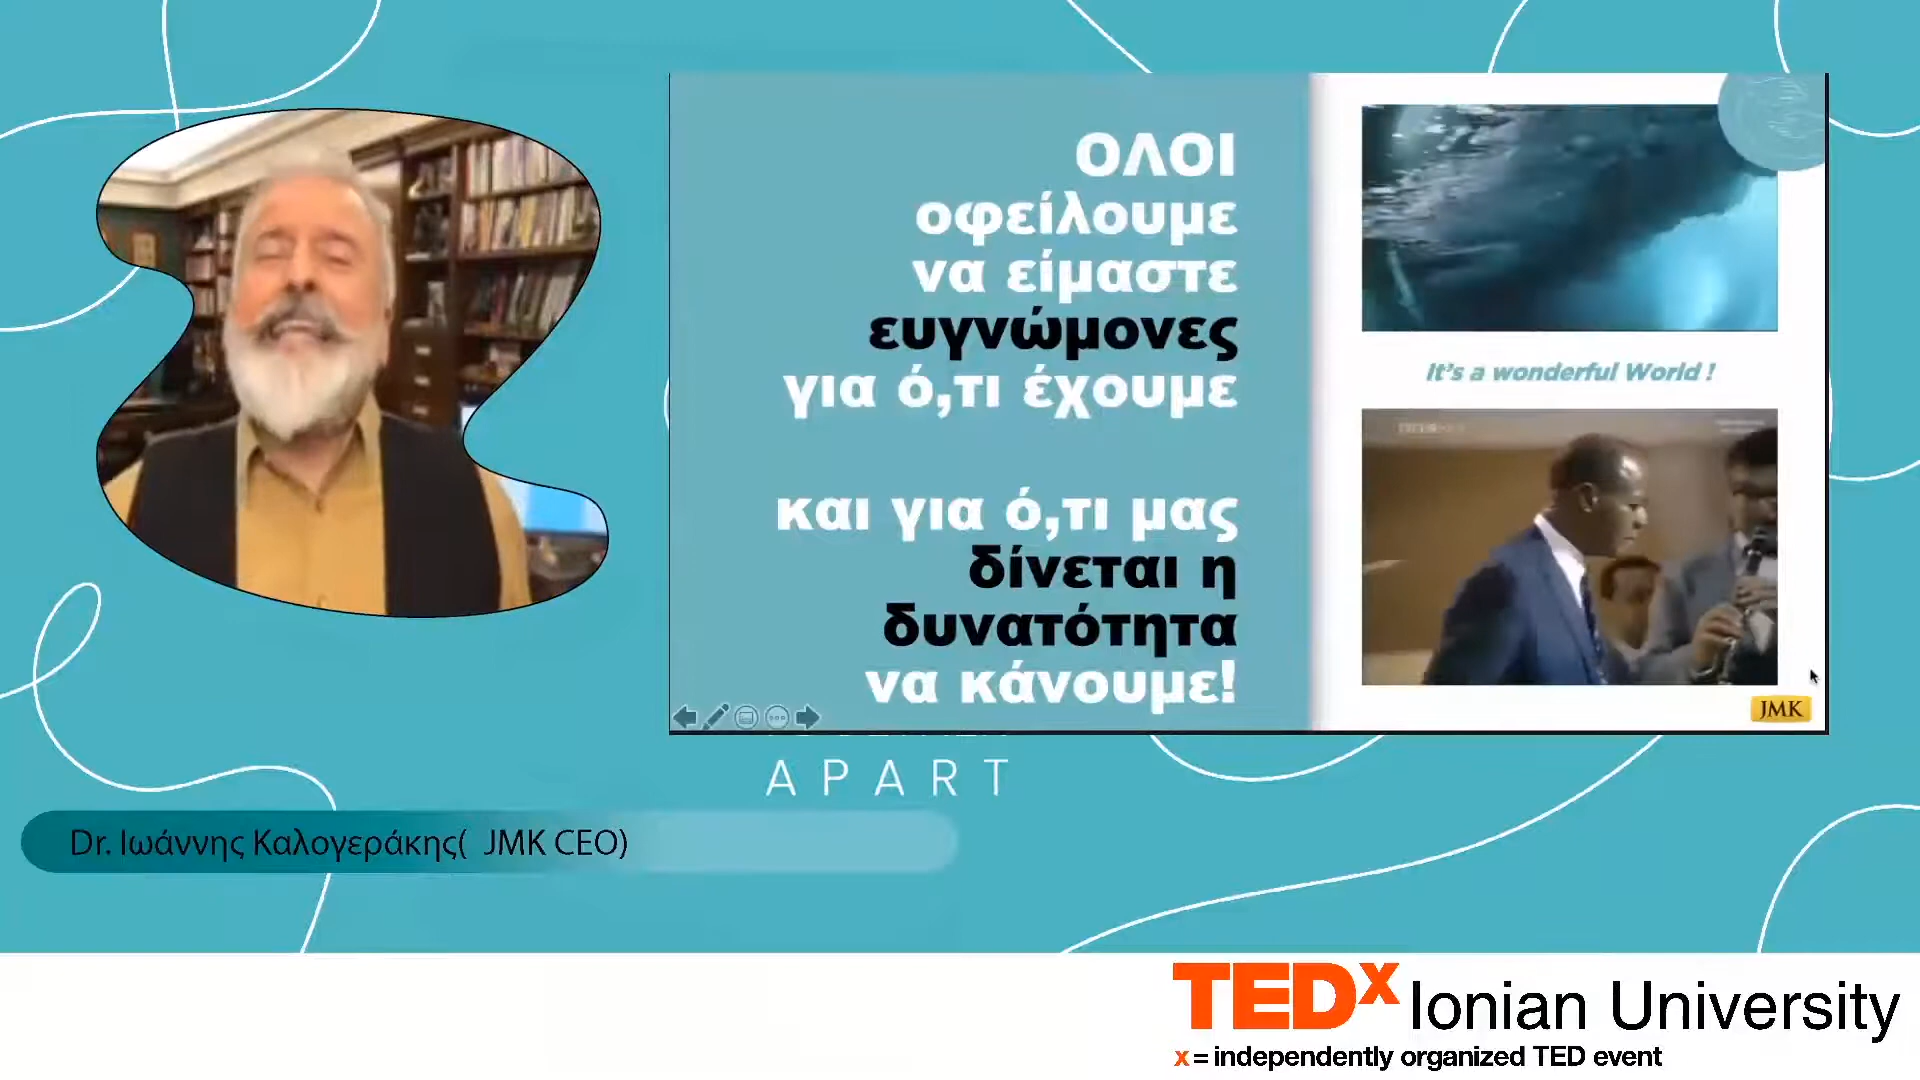 ΟΛΟΙ
οφείλουμε
να είμαστε
ευγνώμονες
για ό,τι έχουμε
και για ό,τι μας
δίνεται η
δυνατότητα
να κάνουμε!
It's a wonderful World !
JMK
APART
Dr. Ιωάννης Καλογεράκης( JMK CEO)
TEDx Ionian University
x = independently organized TED event